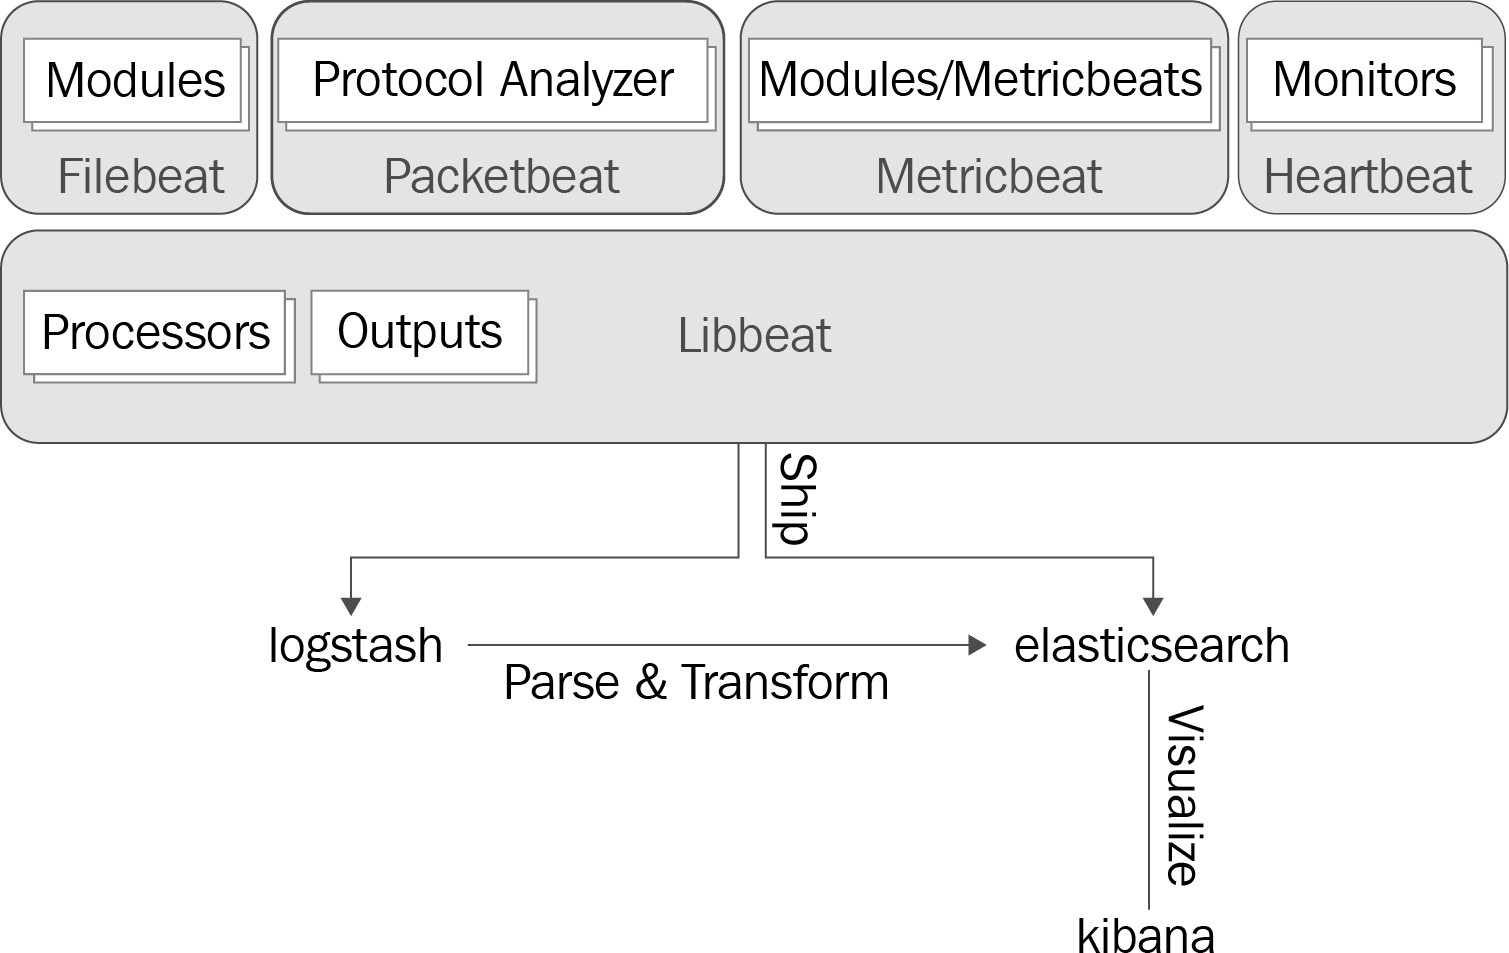 Modules
Protocol Analyzer
Modules/Metricbeats
Monitors
Filebeat
Packetbeat
Metricbeat
Heartbeat
Processors
Outputs
Libbeat
Ship
logstash
elasticsearch
Parse & Transform
Visualize
kibana